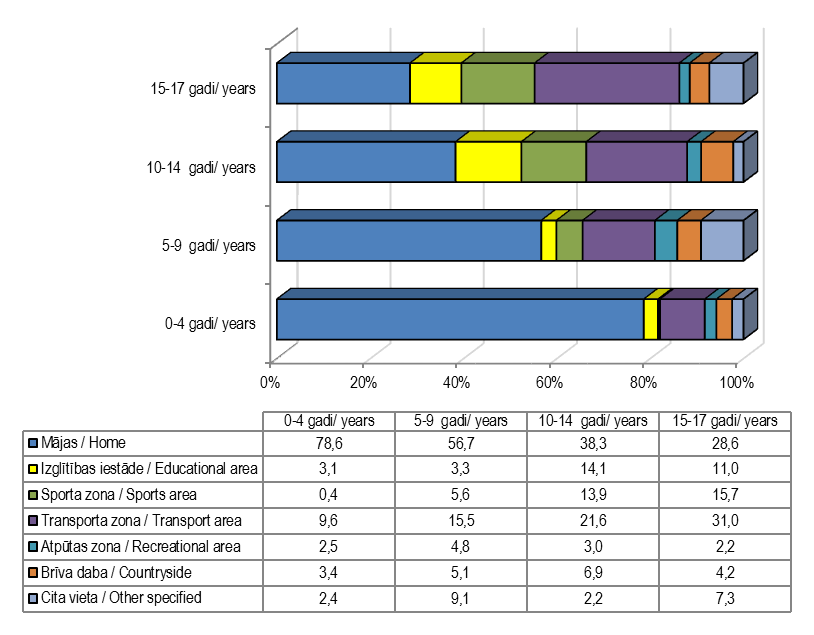 15-17 gadi/ years
10-14 gadi/ years
5-9 gadi/ years
0-4 gadi/ years
0% 20% 40% 60% 80% 100%
0-4 gadi/ years 5-9 gadi/ years 10-14 gadi/ years 15-17 gadi/ years
Mājas / Home 78,6 56,7 38,3 28,6
Izglītības iestāde / Educational area 3,1 3,3 14,1 11,0
Sporta zona / Sports area 0,4 5,6 13,9 15,7
Transporta zona / Transport area 9,6 15,5 21,6 31,0
Atpūtas zona / Recreational area 2,5 4,8 3,0 2,2
Brīva daba / Countryside 3,4 5,1 6,9 4,2
Cita vieta / Other specified 2,4 9,1 2,2 7,3